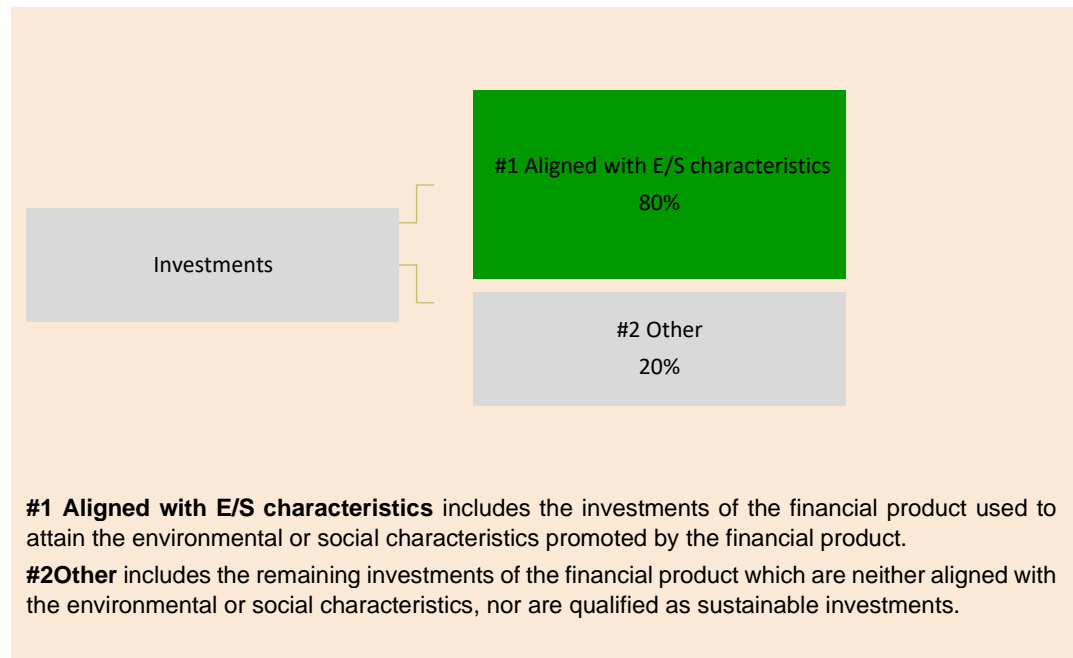 #1 Aligned with E/S characteristics
80%
Investments
#2 Other
20%
#1 Aligned with E/S characteristics includes the investments of the financial product used to
attain the environmental or social characteristics promoted by the financial product.
#2Other includes the remaining investments of the financial product which are neither aligned with
the environmental or social characteristics, nor are qualified as sustainable investments.